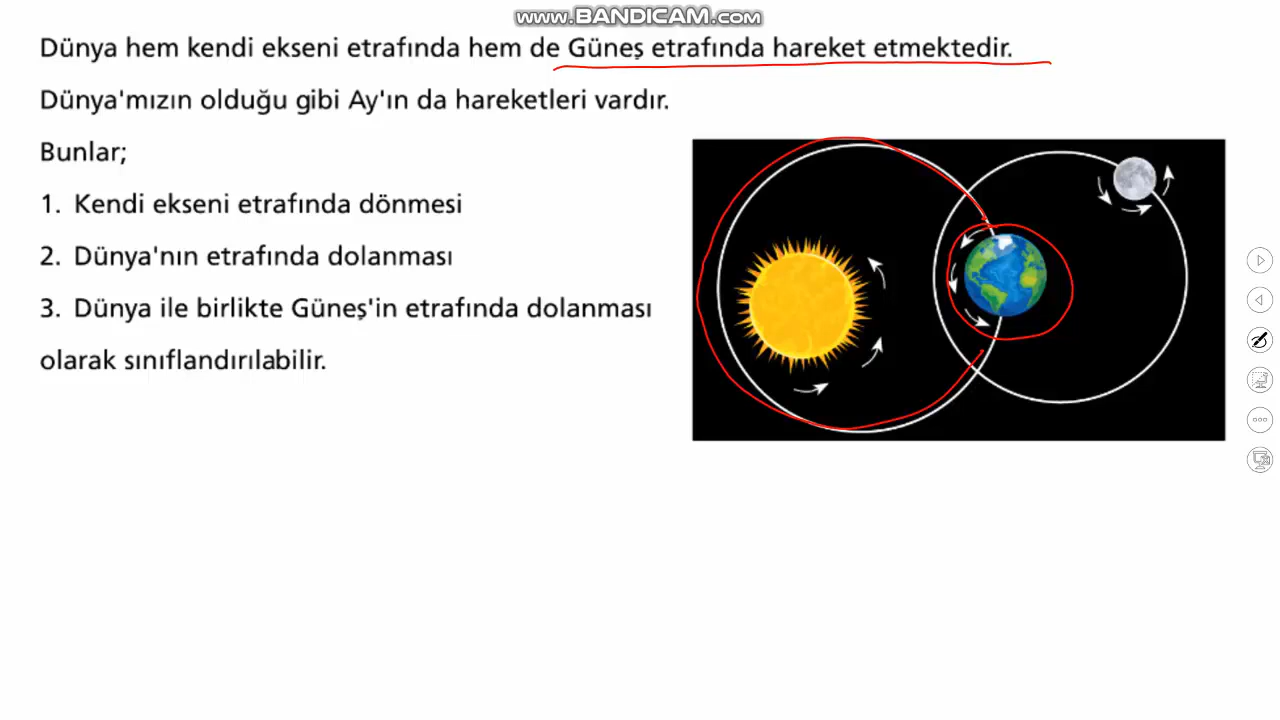 www.BANDICAM.com
Dünya hem kendi ekseni etrafında hem de Güneş etrafında hareket etmektedir.
Dünya'mızın olduğu gibi Ay'ın da hareketleri vardır.
Bunlar;
1. Kendi ekseni etrafında dönmesi
2. Dünya'nın etrafında dolanması
3. Dünya ile birlikte Güneş'in etrafında dolanması
olarak sınıflandırılabilir.